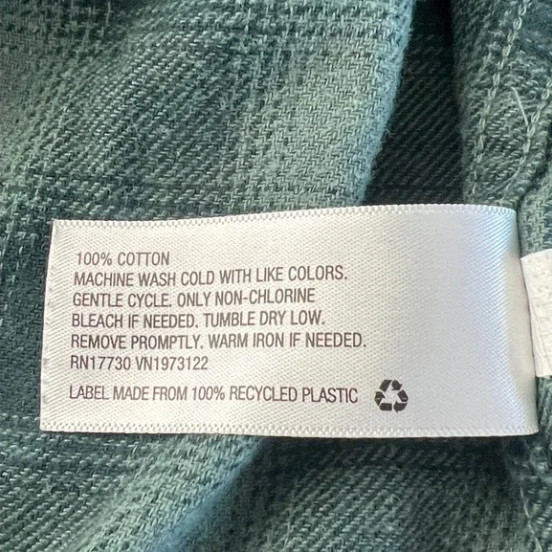 100% COTTON
MACHINE WASH COLD WITH LIKE COLORS.
GENTLE CYCLE. ONLY NON-CHLORINE
BLEACH IF NEEDED. TUMBLE DRY LOW.
REMOVE PROMPTLY. WARM IRON IF NEEDED.
RN17730 VN1973122
LABEL MADE FROM 100% RECYCLED PLASTIC